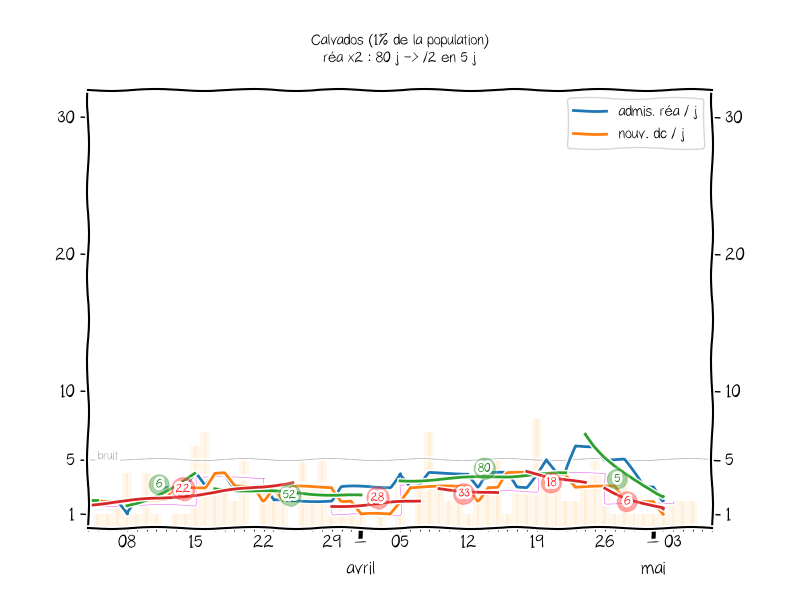 Calvados (1% de la population)
réa x2 : 80 j -> /2 en 5 j
admis. réa / j
nouv. dc / j
30
30
20
20
10
10
5
bruit
5
1
1
6
22
52
28
80
33
18
5
6
08 15 22 29 05 12 19 26 03
avril mai